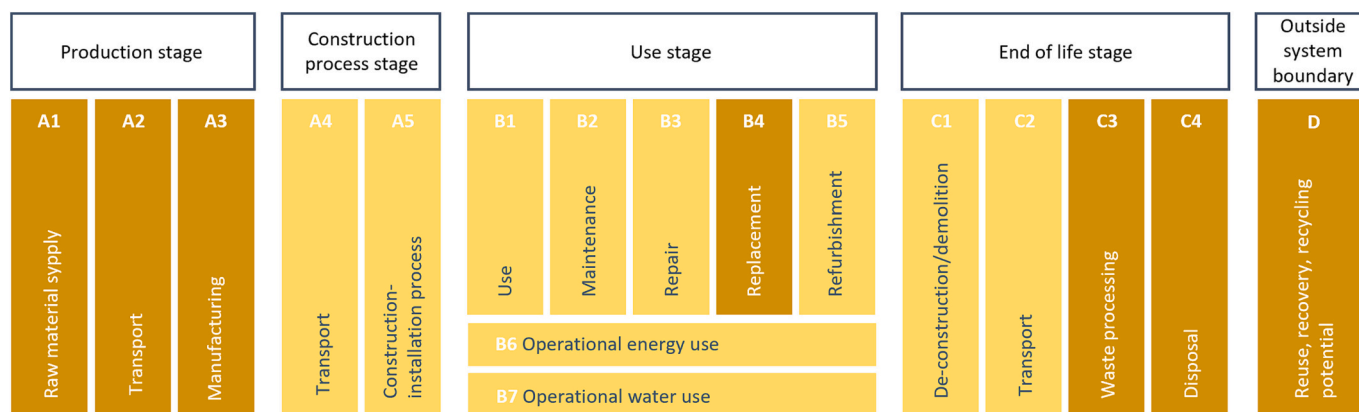 Production stage
Construction
process stage
Use stage
End of life stage
Outside
system
boundary
A1
A2
A3
A4
A5
B1
B2
B3
B4
B5
C1
C2
C3
C4
D
Raw material sypply
Transport
Manufacturing
Transport
Construction-
installation process
Use
Maintenance
Repair
Replacement
Refurbishment
B6 Operational energy use
B7 Operational water use
De-construction/demolition
Transport
Waste processing
Disposal
Reuse, recovery, recycling
potential